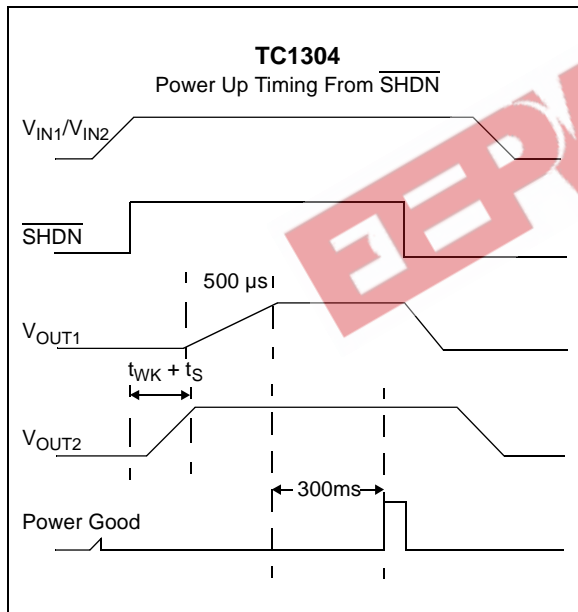 TC1304
Power Up Timing From SHDN
VIN1/VIN2
SHDN
500 µs
VOUT1
tWK + tS
VOUT2
300ms
Power Good